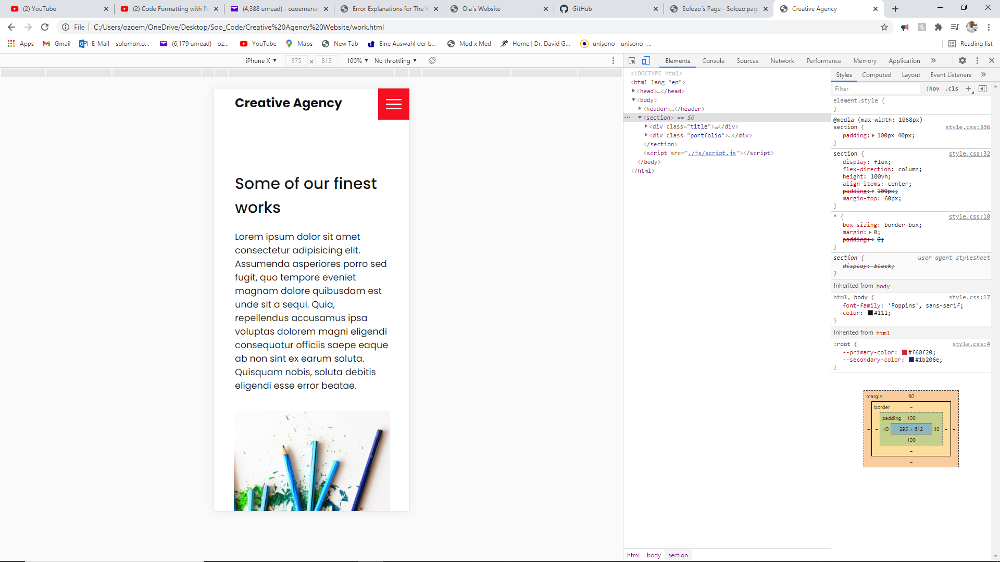 (2) YouTube
(2) Code Formatting with Pr
(4,388 unread) - ozoemenar
Error Explanations for The W
Ola´s Website
GitHub
Solozo´s Page - Solozo.page
Creative Agency
File
C:/Users/ozoem/OneDrive/Desktop/Soo_Code/Creative%20Agency%20Website/work.html
Apps
Gmail
E-Mail – solomon.o...
(6,179 unread) - oz...
YouTube
Maps
New Tab
Eine Auswahl der b...
Mod x Med
Home | Dr. David G...
unisono - unisono -...
Reading list
iPhone X ▼ 375 × 812 100% ▼ No throttling ▼
Elements Console Sources Network Performance Memory Application »
Creative Agency
Some of our finest
works
Lorem ipsum dolor sit amet
consectetur adipisicing elit.
Assumenda asperiores porro sed
fugit, quo tempore eveniet
magnam dolore quibusdam est
unde sit a sequi. Quia,
repellendus accusamus ipsa
voluptas dolorem magni eligendi
consequatur officiis saepe eaque
ab non sint ex earum soluta.
Quisquam nobis, soluta debitis
eligendi esse error beatae.
<!DOCTYPE html>
<html lang="en">
<head>…</head>
<body>
<header>…</header>
<section> == $0
<div class="title">…</div>
<div class="portfolio">…</div>
</section>
<script src="./js/script.js"></script>
</body>
</html>
html body section
Styles Computed Layout Event Listeners »
Filter :hov .cls +
element.style {
}
@media (max-width: 1068px)
section { style.css:336
padding: 100px 40px;
}
section { style.css:32
display: flex;
flex-direction: column;
height: 100vh;
align-items: center;
padding: 100px;
margin-top: 60px;
}
* { style.css:10
box-sizing: border-box;
margin: 0;
padding: 0;
}
section { user agent stylesheet
display: block;
}
Inherited from body
html, body { style.css:17
font-family: 'Poppins', sans-serif;
color: #111;
}
Inherited from html
:root { style.css:4
--primary-color: #f60f20;
--secondary-color: #1b206e;
}
margin 60
border –
padding 100
– – 40 295 × 612 40 – –
100
–
–